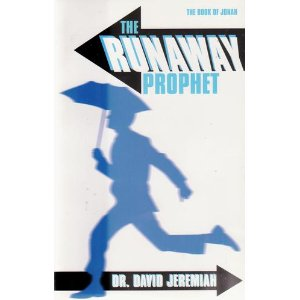 THE BOOK OF JONAH
THE
RUNAWAY
PROPHET
DR. DAVID JEREMIAH